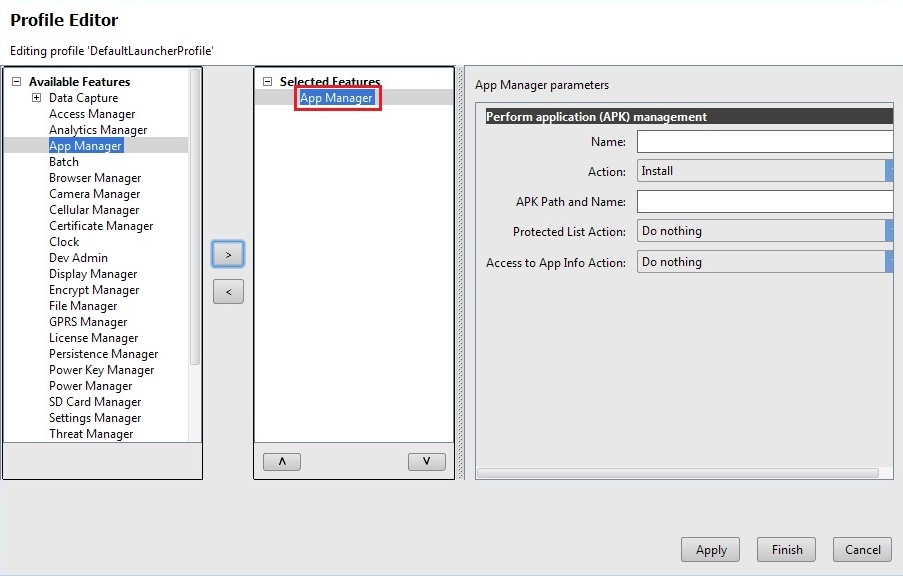 Profile Editor
Editing profile 'DefaultLauncherProfile'
Available Features
Data Capture
Access Manager
Analytics Manager
App Manager
Batch
Browser Manager
Camera Manager
Cellular Manager
Certificate Manager
Clock
Dev Admin
Display Manager
Encrypt Manager
File Manager
GPRS Manager
License Manager
Persistence Manager
Power Key Manager
Power Manager
SD Card Manager
Settings Manager
Threat Manager
>
<
Selected Features
App Manager
ʌ
v
App Manager parameters
Perform application (APK) management
Name:
Action: Install
APK Path and Name:
Protected List Action: Do nothing
Access to App Info Action: Do nothing
Apply Finish Cancel